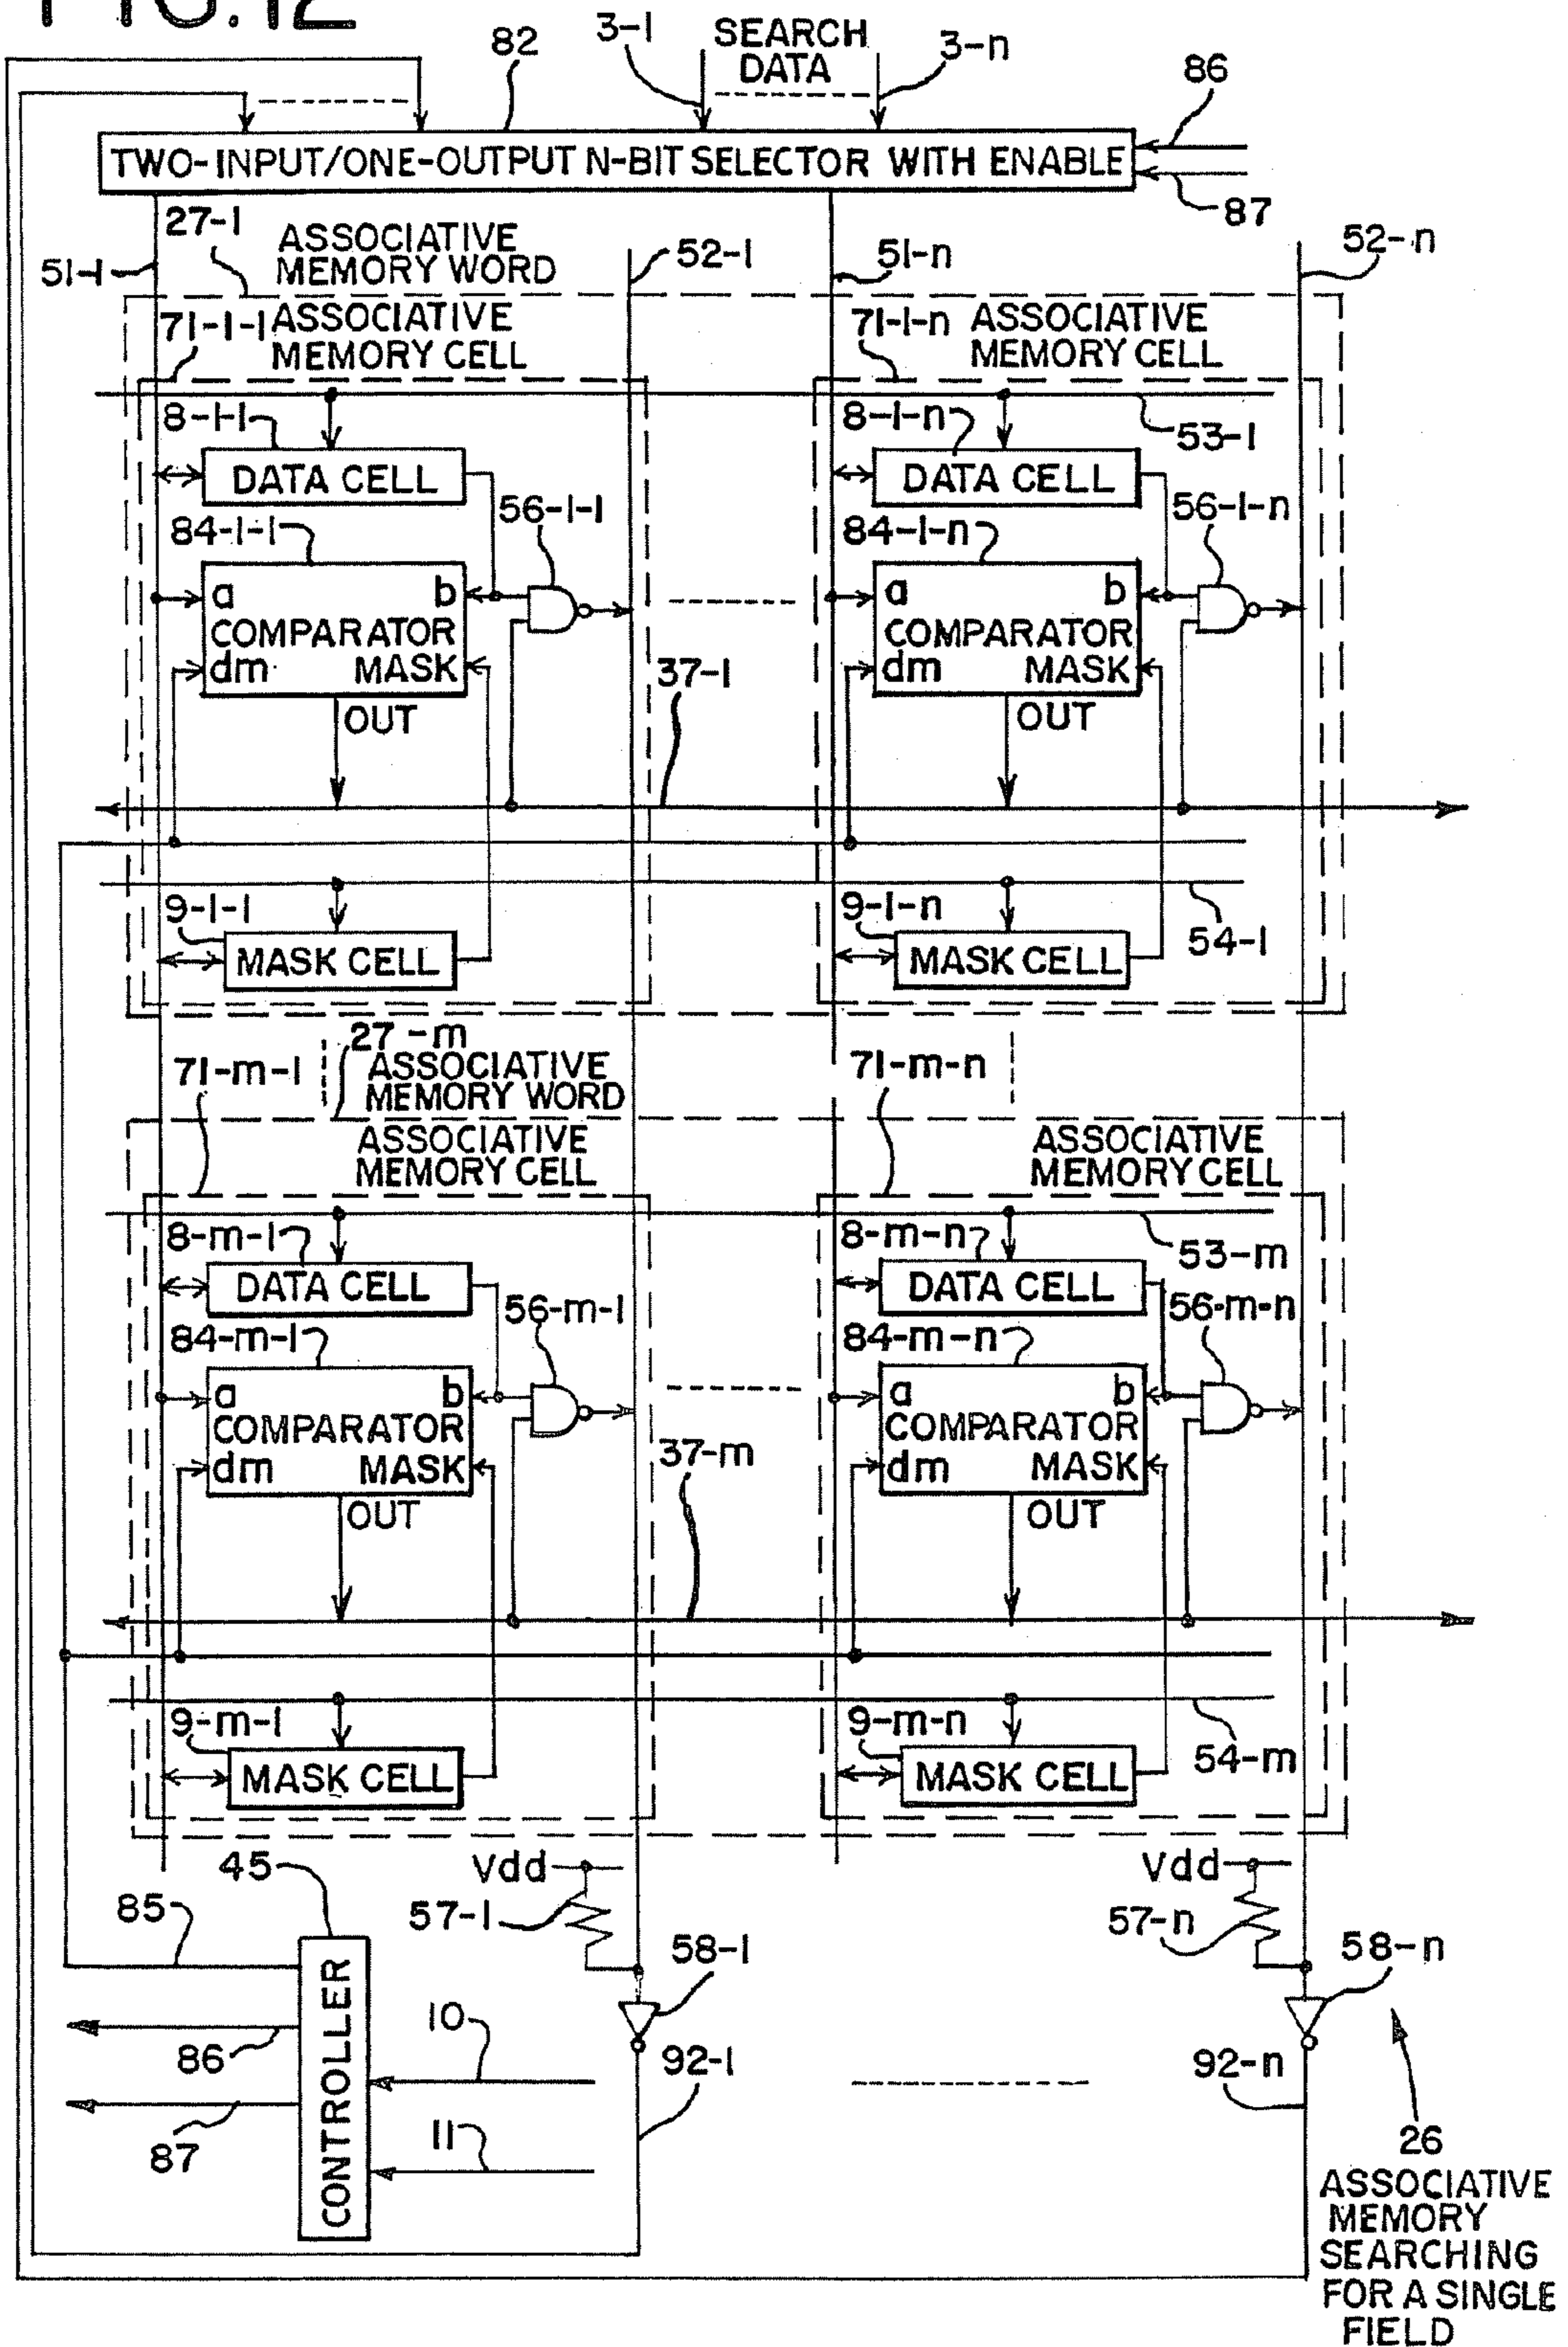 FIG.12
82
3-1
SEARCH
DATA
3-n
86
TWO-INPUT/ONE-OUTPUT N-BIT SELECTOR WITH ENABLE
87
27-1
ASSOCIATIVE
MEMORY WORD
51-1
52-1
51-n
52-n
71-1-1
ASSOCIATIVE
MEMORY CELL
71-1-n
ASSOCIATIVE
MEMORY CELL
8-1-1
8-1-n
53-1
DATA CELL
DATA CELL
56-1-1
56-1-n
84-1-1
84-1-n
a b
COMPARATOR
dm MASK
a b
COMPARATOR
dm MASK
37-1
OUT
OUT
9-1-1
9-1-n
54-1
MASK CELL
MASK CELL
27-m
71-m-1
ASSOCIATIVE
MEMORY WORD
71-m-n
ASSOCIATIVE
MEMORY CELL
ASSOCIATIVE
MEMORY CELL
8-m-1
8-m-n
53-m
DATA CELL
DATA CELL
56-m-1
56-m-n
84-m-1
84-m-n
a b
COMPARATOR
dm MASK
a b
COMPARATOR
dm MASK
37-m
OUT
OUT
9-m-1
9-m-n
54-m
MASK CELL
MASK CELL
45
Vdd
Vdd
85
57-1
57-n
58-1
58-n
CONTROLLER
10
86
92-1
92-n
11
87
26
ASSOCIATIVE
MEMORY
SEARCHING
FOR A SINGLE
FIELD